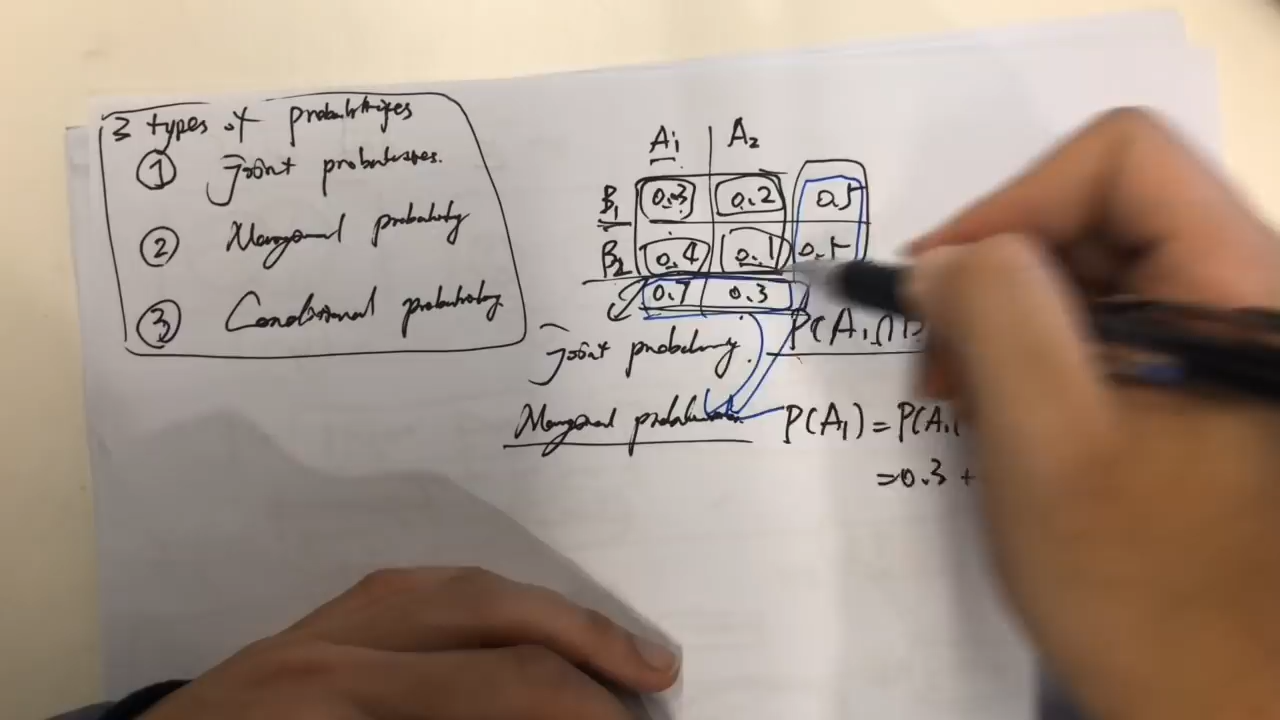 3 types of probabilities
① Joint probabilities.
② Marginal probability
③ Conditional probability
A₁ A₂
B₁ 0.3 0.2 0.5
B₂ 0.4 0.1 0.5
0.7 0.3
Joint probability. P(A₁∩B
Marginal probabilities P(A₁) = P(A₁
=0.3 +